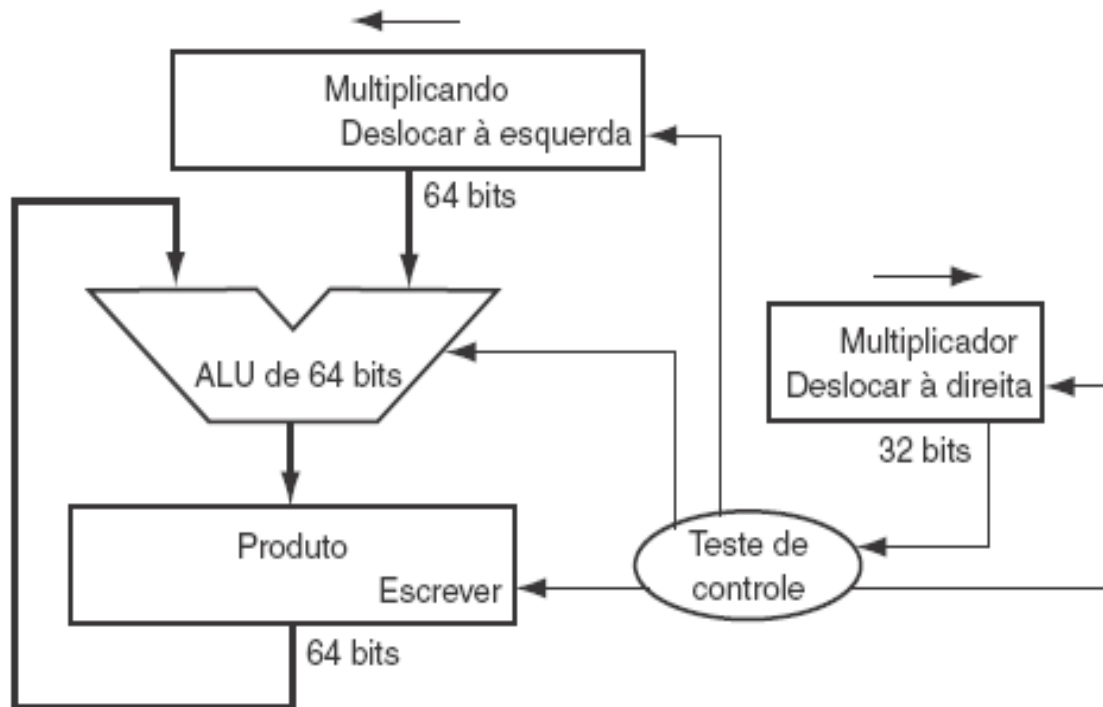 Multiplicando
Deslocar à esquerda
64 bits
ALU de 64 bits
Multiplicador
Deslocar à direita
32 bits
Produto
Escrever
64 bits
Teste de
controle